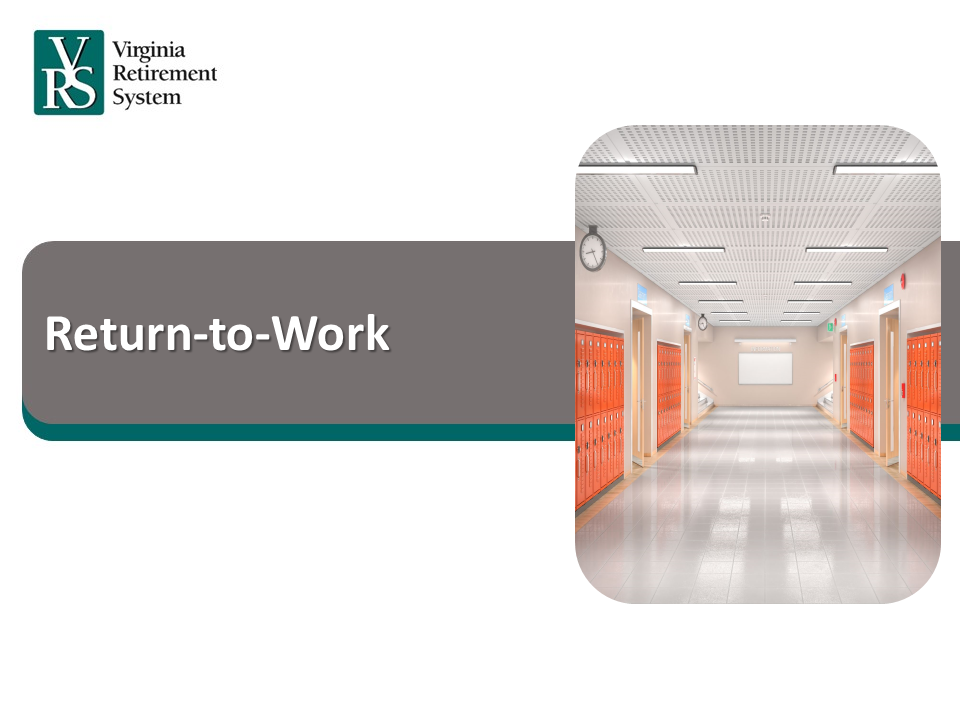 VRS
Virginia
Retirement
System
Return-to-Work